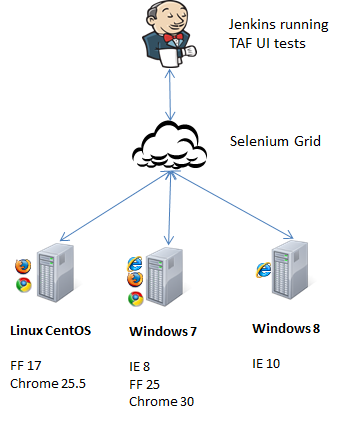 Jenkins running
TAF UI tests
Selenium Grid
Linux CentOS
FF 17
Chrome 25.5
Windows 7
IE 8
FF 25
Chrome 30
Windows 8
IE 10